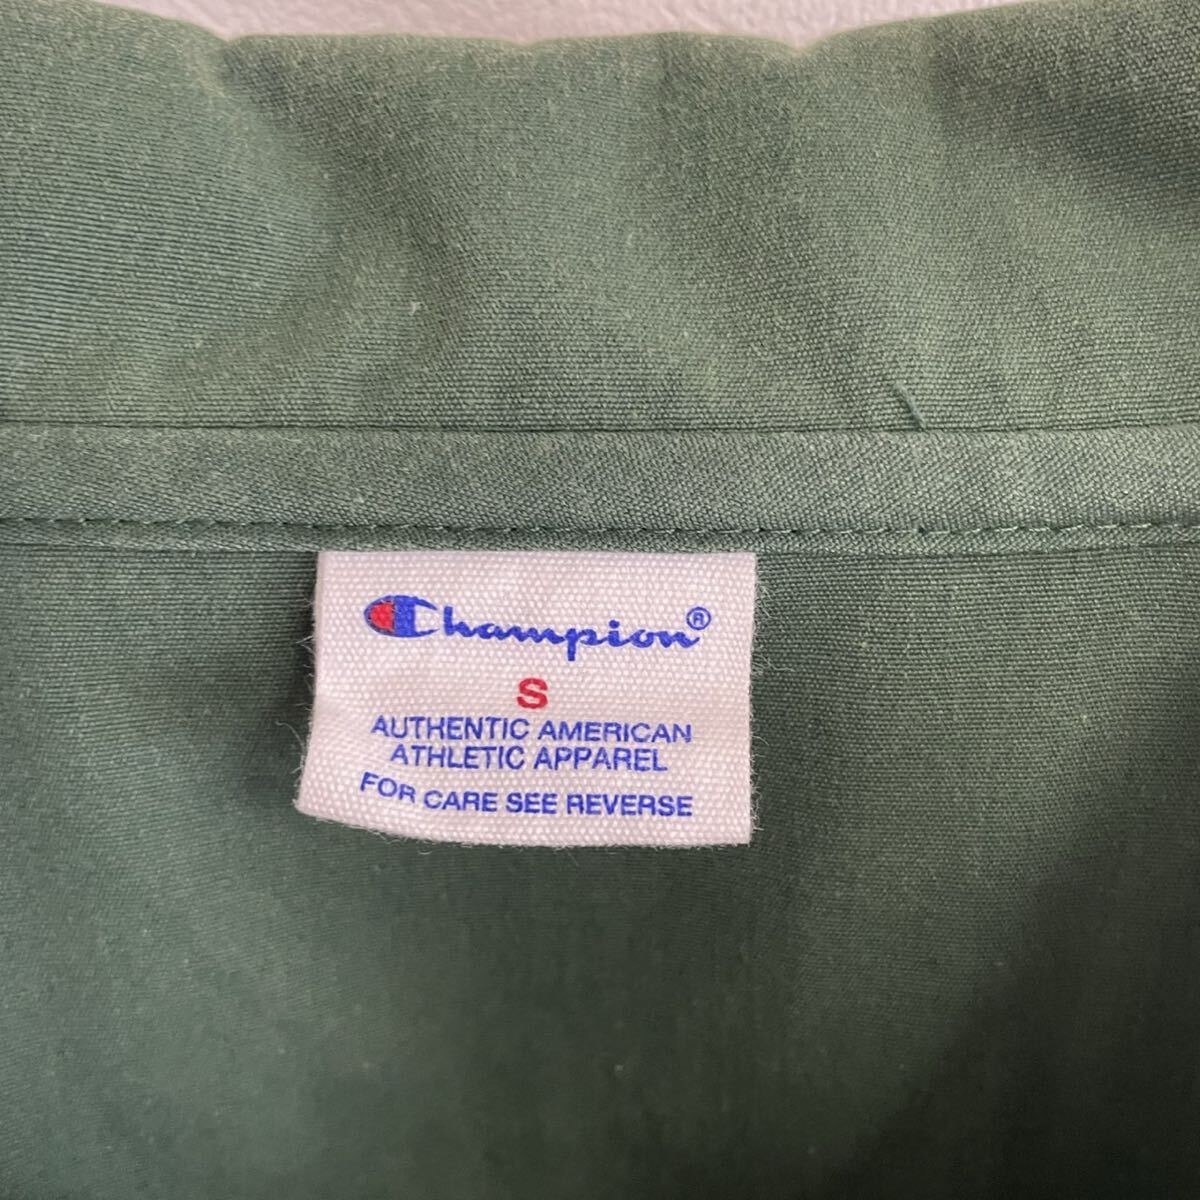 Champion®
S
AUTHENTIC AMERICAN
ATHLETIC APPAREL
FOR CARE SEE REVERSE